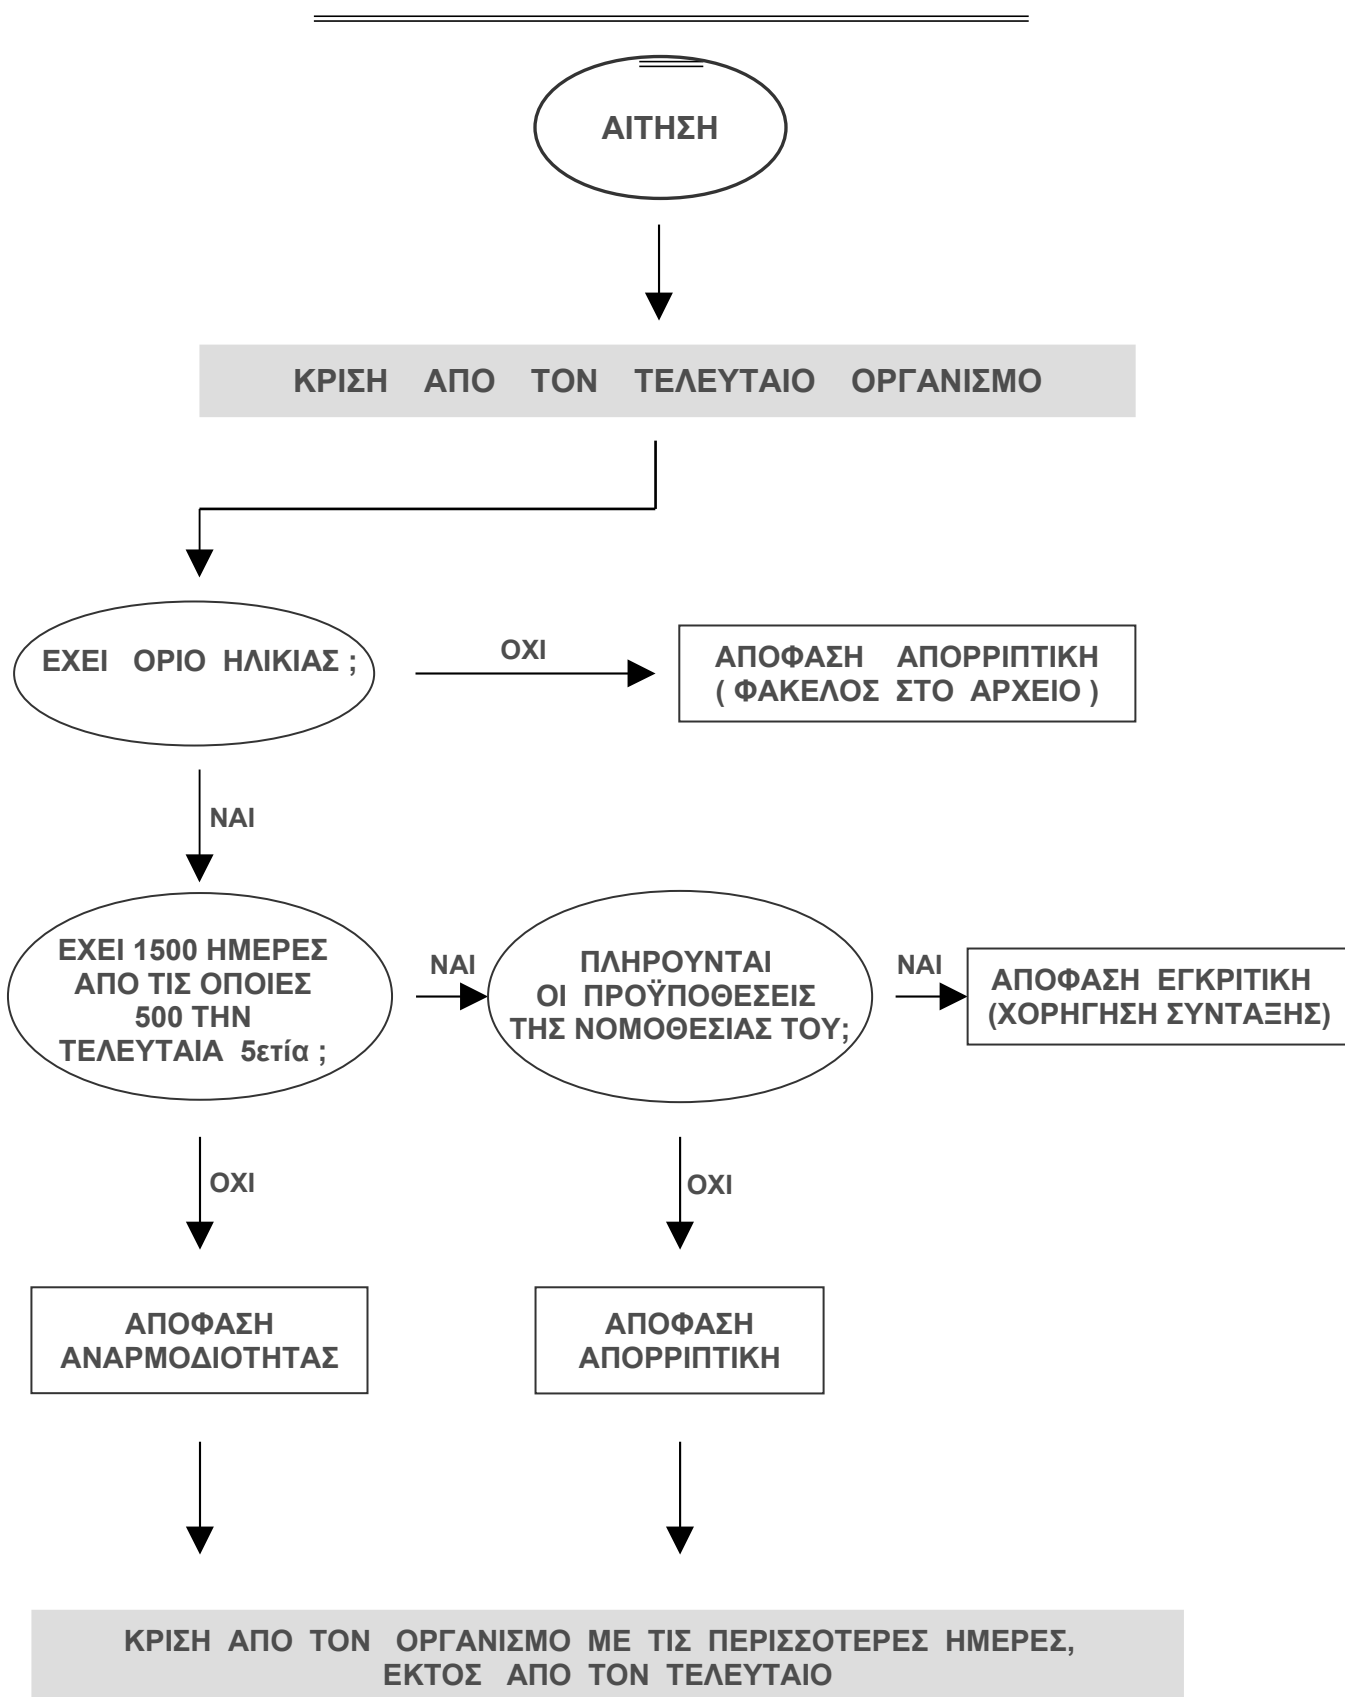 ΑΙΤΗΣΗ
ΚΡΙΣΗ ΑΠΟ ΤΟΝ ΤΕΛΕΥΤΑΙΟ ΟΡΓΑΝΙΣΜΟ
ΕΧΕΙ ΟΡΙΟ ΗΛΙΚΙΑΣ ;
ΟΧΙ
ΑΠΟΦΑΣΗ ΑΠΟΡΡΙΠΤΙΚΗ
( ΦΑΚΕΛΟΣ ΣΤΟ ΑΡΧΕΙΟ )
ΝΑΙ
ΕΧΕΙ 1500 ΗΜΕΡΕΣ
ΑΠΟ ΤΙΣ ΟΠΟΙΕΣ
500 ΤΗΝ
ΤΕΛΕΥΤΑΙΑ 5ετία ;
ΝΑΙ
ΠΛΗΡΟΥΝΤΑΙ
ΟΙ ΠΡΟΫΠΟΘΕΣΕΙΣ
ΤΗΣ ΝΟΜΟΘΕΣΙΑΣ ΤΟΥ;
ΝΑΙ
ΑΠΟΦΑΣΗ ΕΓΚΡΙΤΙΚΗ
(ΧΟΡΗΓΗΣΗ ΣΥΝΤΑΞΗΣ)
ΟΧΙ
ΟΧΙ
ΑΠΟΦΑΣΗ
ΑΝΑΡΜΟΔΙΟΤΗΤΑΣ
ΑΠΟΦΑΣΗ
ΑΠΟΡΡΙΠΤΙΚΗ
ΚΡΙΣΗ ΑΠΟ ΤΟΝ ΟΡΓΑΝΙΣΜΟ ΜΕ ΤΙΣ ΠΕΡΙΣΣΟΤΕΡΕΣ ΗΜΕΡΕΣ,
ΕΚΤΟΣ ΑΠΟ ΤΟΝ ΤΕΛΕΥΤΑΙΟ